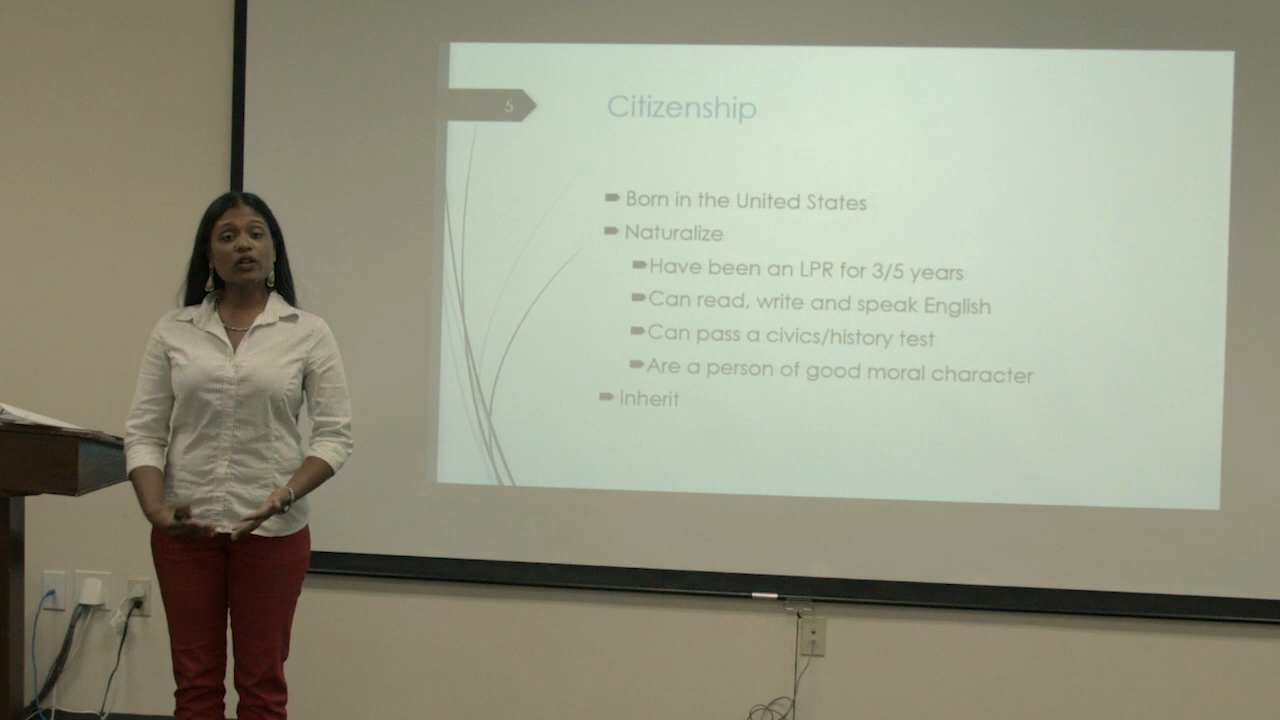 5
Citizenship
Born in the United States
Naturalize
Have been an LPR for 3/5 years
Can read, write and speak English
Can pass a civics/history test
Are a person of good moral character
Inherit